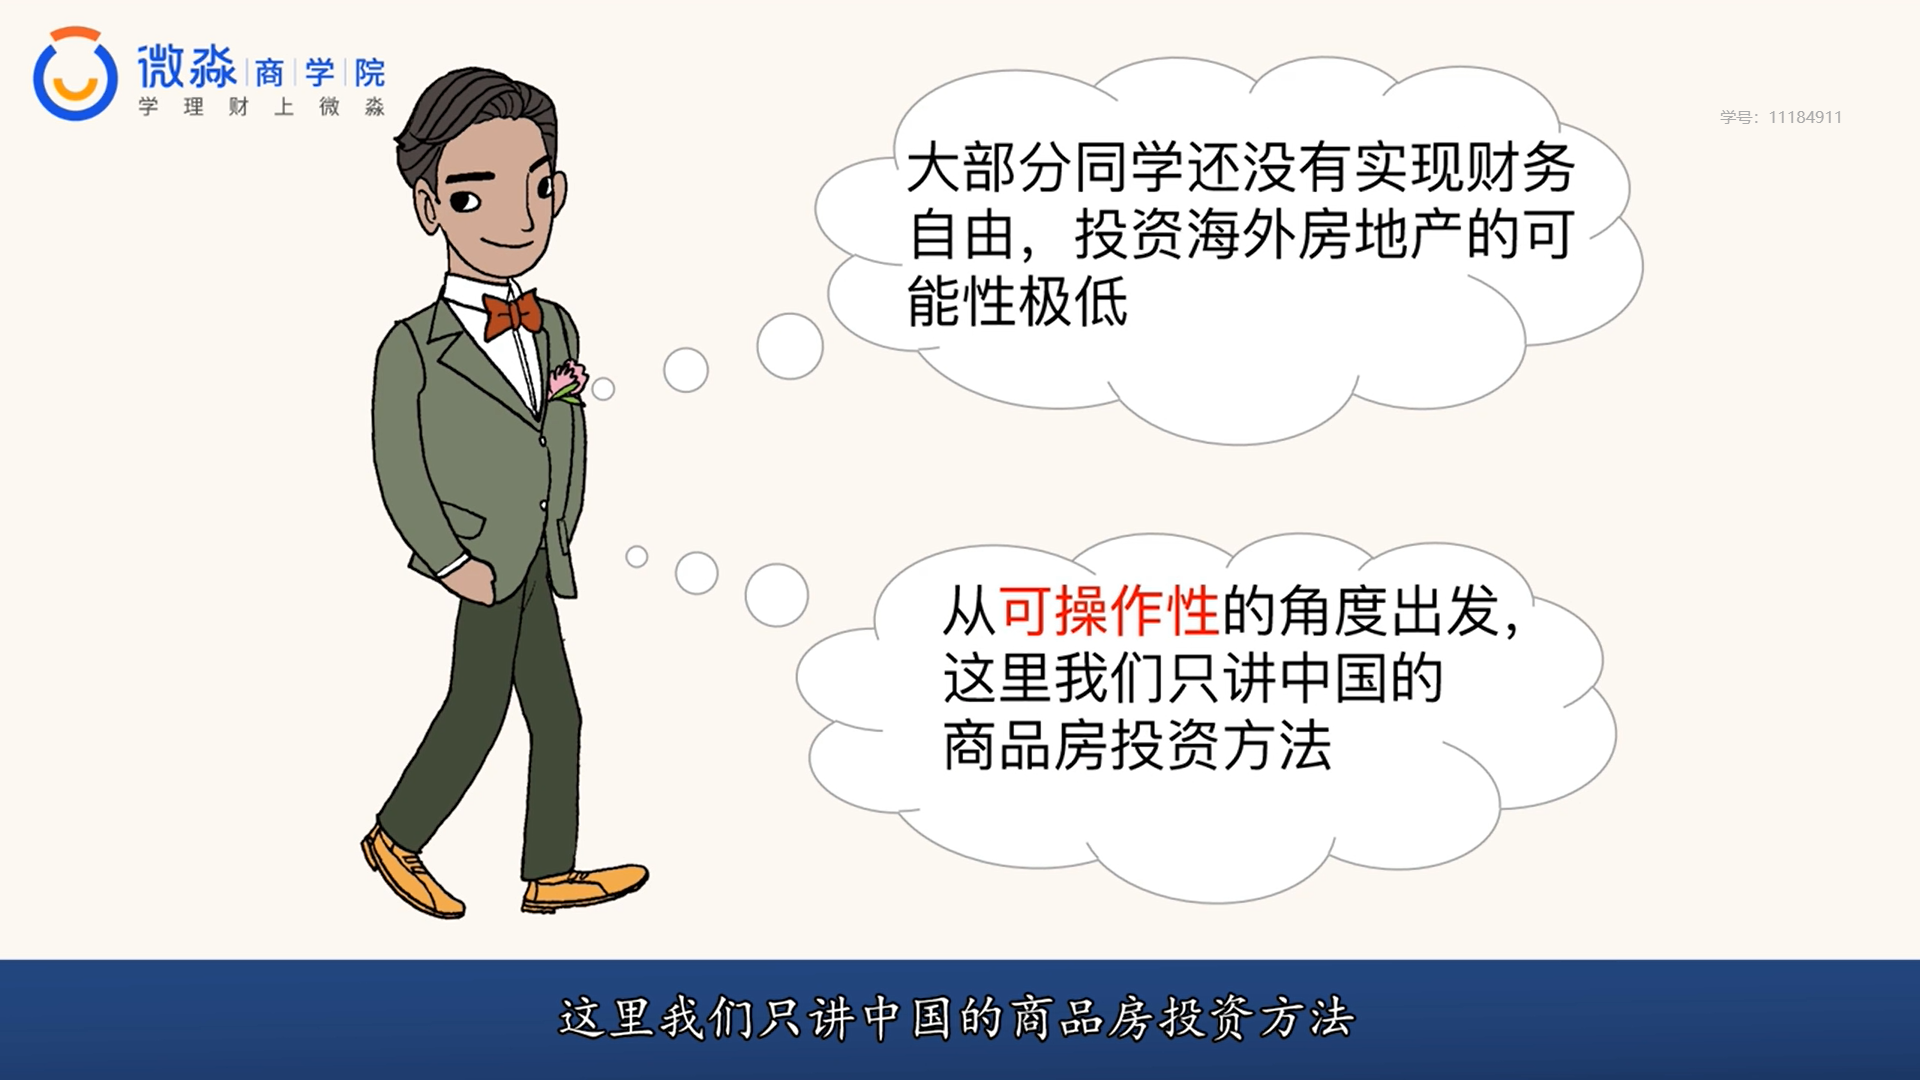 微淼|商|学|院
学理财上微淼
学号：11184911
大部分同学还没有实现财务
自由，投资海外房地产的可
能性极低
从可操作性的角度出发，
这里我们只讲中国的
商品房投资方法
这里我们只讲中国的商品房投资方法